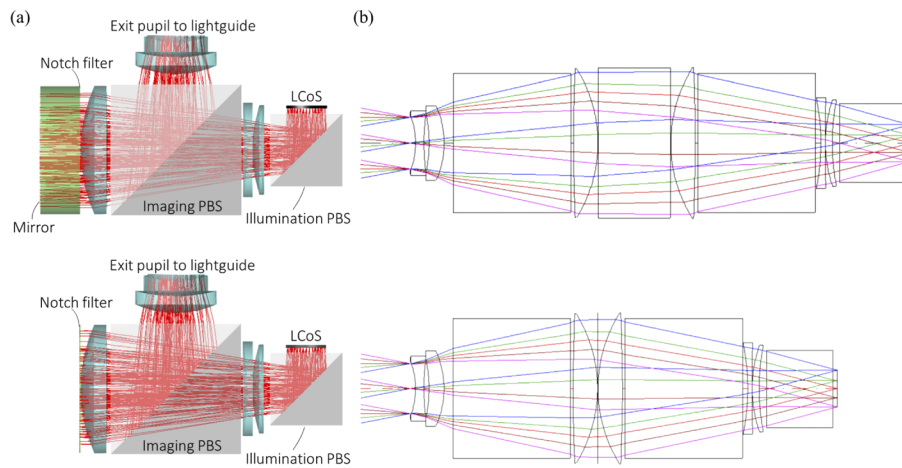 (a)
(b)
Exit pupil to lightguide
Notch filter
LCoS
Imaging PBS
Illumination PBS
Mirror
Exit pupil to lightguide
Notch filter
LCoS
Imaging PBS
Illumination PBS